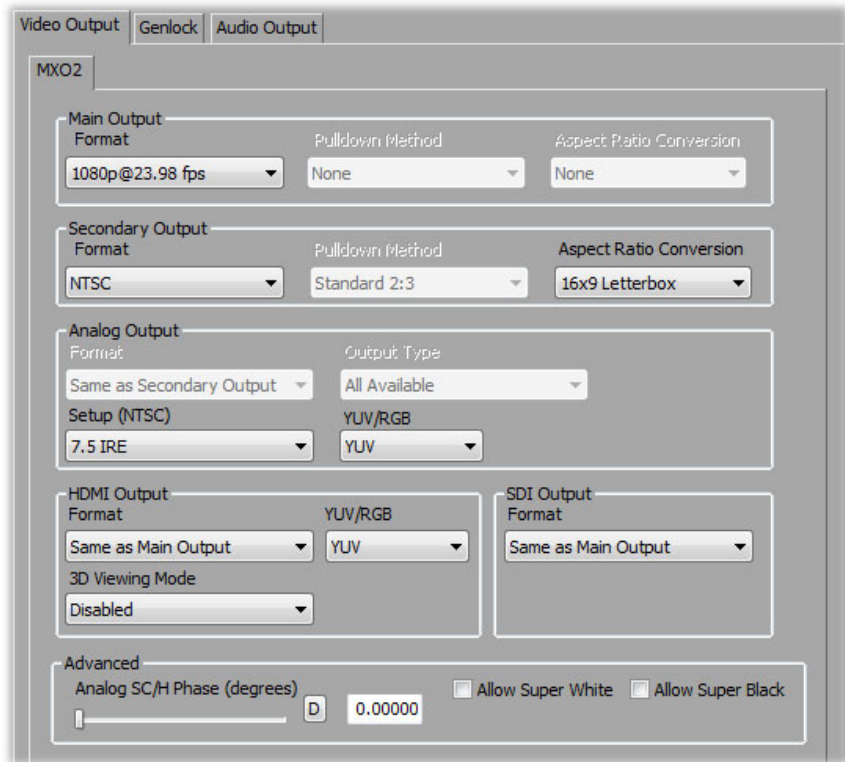 Video Output Genlock Audio Output
MXO2
Main Output
Format Pulldown Method Aspect Ratio Conversion
1080p@23.98 fps None None
Secondary Output
Format Pulldown Method Aspect Ratio Conversion
NTSC Standard 2:3 16x9 Letterbox
Analog Output
Format Output Type
Same as Secondary Output All Available
Setup (NTSC) YUV/RGB
7.5 IRE YUV
HDMI Output
Format YUV/RGB
Same as Main Output YUV
3D Viewing Mode
Disabled
SDI Output
Format
Same as Main Output
Advanced
Analog SC/H Phase (degrees) D 0.00000 Allow Super White Allow Super Black